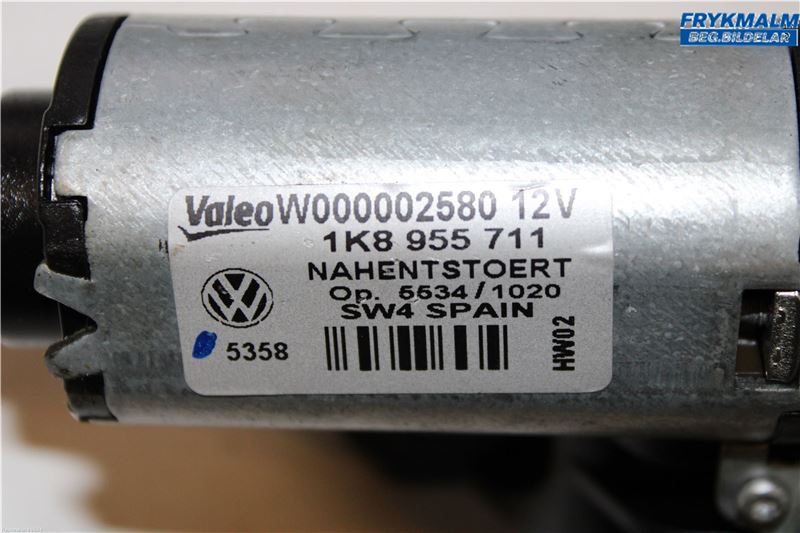 FRYKMALM
BEG.BILDELAR
Valeo W000002580 12V
1K8 955 711
NAHENTSTOERT
Op. 5534/1020
SW4 SPAIN
5358
HW02